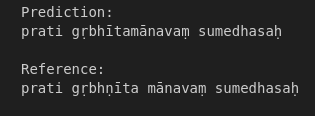 Prediction:
prati gṛbhītamānavaṃ sumedhasaḥ
Reference:
prati gṛbhṇīta mānavaṃ sumedhasaḥ